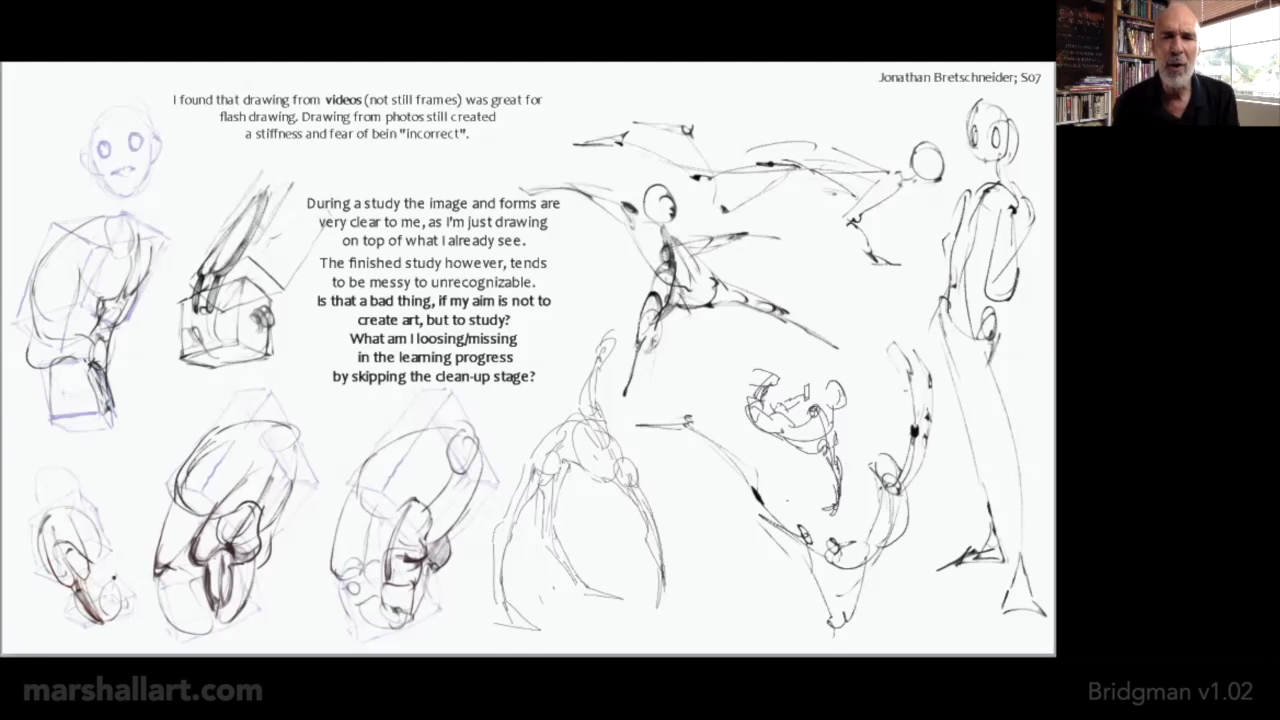 Jonathan Bretschneider; S07
I found that drawing from videos (not still frames) was great for
flash drawing. Drawing from photos still created
a stiffness and fear of bein "incorrect".
During a study the image and forms are
very clear to me, as I'm just drawing
on top of what I already see.
The finished study however, tends
to be messy to unrecognizable.
Is that a bad thing, if my aim is not to
create art, but to study?
What am I loosing/missing
in the learning progress
by skipping the clean-up stage?
marshallart.com
Bridgman v1.02